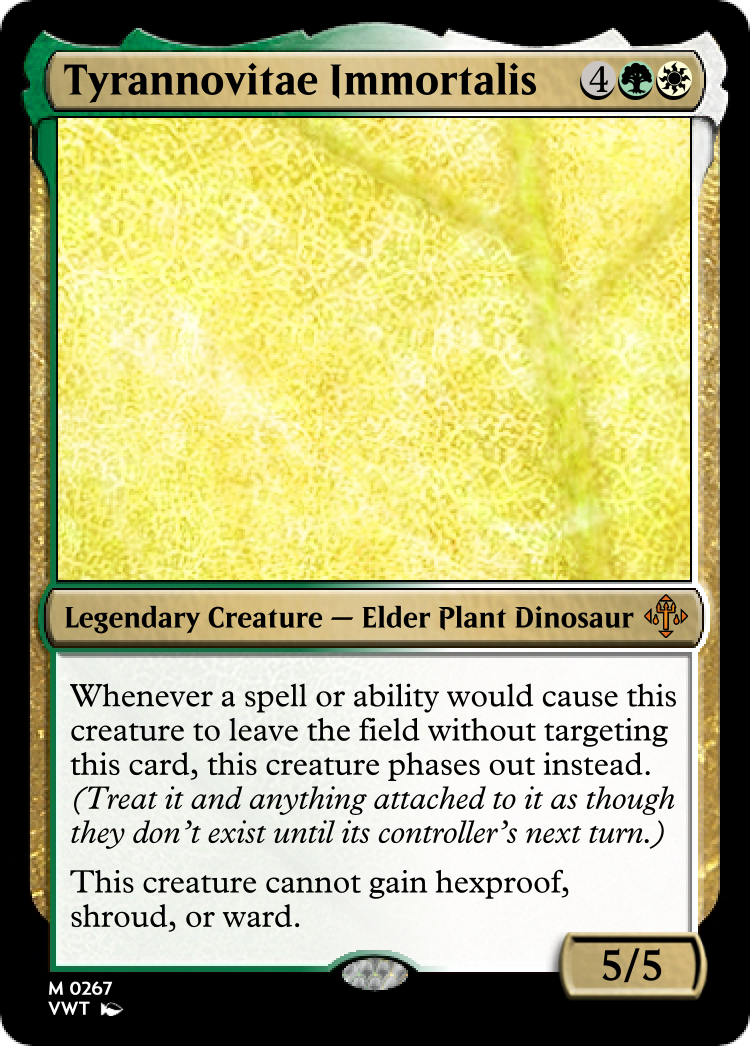 Tyrannovitae Immortalis 4
Legendary Creature — Elder Plant Dinosaur
Whenever a spell or ability would cause this
creature to leave the field without targeting
this card, this creature phases out instead.
(Treat it and anything attached to it as though
they don't exist until its controller's next turn.)
This creature cannot gain hexproof,
shroud, or ward.
5/5
M 0267
VWT